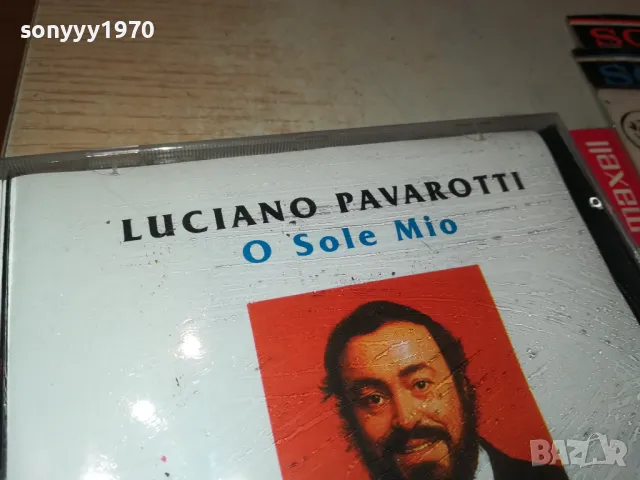 sonyyy1970
LUCIANO PAVAROTTI
O Sole Mio
maxell
BAZAR